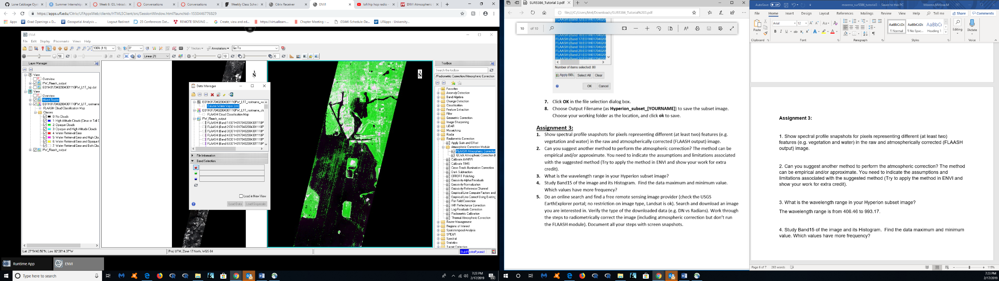 Lone Cabbage Oyst
Summer Internship
Week 6: IDL Introdu
Conversations
Conversations
Weekly Class Sched
Citrix Receiver
ENVI
lofi hip hop radio -
ENVI Atmospheric
https://apps.ufl.edu/Citrix/UFAppsWeb/clients/HTML5Client/src/SessionWindow.html?launchid=1550446776829
Apps
Grad Openings » D...
Geospatial Analysis ...
Logout Redirect
23 Conferences Dat...
REMOTE SENSING ...
Create, view and ed...
https://virtuallearn...
Chapter Meeting – ...
GSAW-Schedule-De...
UFApps - University...
ENVI
File Edit Display Placemarks Views Help
100% (1:1)
0°
Vectors
Annotations
Go To
50
20
Linear 2%
10
0
Layer Manager
View
Overview
PW_Flaash_output
EO1H0170402004301110PW_L1T_bip.dat
View
Overview
Mixed Raster
EO1H0170402004301110PW_L1T_rootname
FLAASH Cloud Classification Map
Classes
0: No Clouds
1: High Altitude Clouds (Cirrus or Tall C
2: Opaque Clouds
3: Opaque and High Altitude Clouds
4: Water Retrieval Error
5: Water Retrieval Error and High Clou
6: Water Retrieval Error and Opaque C
7: Water Retrieval Error and Both Clou
PW_Flaash_output
N
N
Data Manager
EO1H0170402004301110PW_L1T_rootname_wa
Column Water Vapor (cm)
EO1H0170402004301110PW_L1T_rootname_clo
FLAASH Cloud Classification Map
PW_Flaash_output
FLAASH (Band 1:EO1H0170402004301110P
FLAASH (Band 2:EO1H0170402004301110P
FLAASH (Band 3:EO1H0170402004301110P
FLAASH (Band 4:EO1H0170402004301110P
FLAASH (Band 5:EO1H0170402004301110P
FLAASH (Band 6:EO1H0170402004301110P
File Information
Band Selection
Load in New View
Load Data
Load Grayscale
Toolbox
Search the toolbox
/Radiometric Correction/Atmospheric Correction
Favorites
Anomaly Detection
Band Algebra
Change Detection
Classification
Feature Extraction
Filter
Geometric Correction
Image Sharpening
LiDAR
Mosaicking
Radar
Radiometric Correction
Apply Gain and Offset
Atmospheric Correction Module
FLAASH Atmospheric Correction
QUick Atmospheric Correction (
Calibrate AVHRR
Calibrate TIMS
Cross-Track Illumination Correction
Dark Subtraction
EFFORT Polishing
Emissivity Alpha Residuals
Emissivity Normalization
Emissivity Reference Channel
Empirical Line Compute Factors and
Empirical Line Correct Using Existing
Flat Field Correction
IAR Reflectance Correction
Log Residuals Correction
Radiometric Calibration
Thermal Atmospheric Correction
Raster Management
Regions of Interest
Spatiotemporal Analysis
SPEAR
Spectral
Statistics
Target Detection
Lat: 27°54'43.56"N, Lon: 82°28'14.37"W
Proj: UTM, Zone 17 North, WGS-84
BuildRasterPyramid
Runtime App
ENVI
Type here to search
7:23 PM
2/17/2019
22
SUR5386_Tutorial 3.pdf
file:///C:/Users/Mel/Downloads/SUR5386_Tutorial%203.pdf
10 of 10
FLAASH (Band 16:EO1H01704020
FLAASH (Band 17:EO1H01704020
FLAASH (Band 18:EO1H01704020
FLAASH (Band 19:EO1H01704020
FLAASH (Band 20:EO1H01704020
FLAASH (Band 21:EO1H01704020
FLAASH (Band 22:EO1H01704020
Number of items selected: 80
Apply BBL
Select All
Clear
OK
Cancel
7. Click OK in the file selection dialog box.
8. Choose Output Filename (as Hyperion_subset_[YOURNAME]) to save the subset image.
Choose your working folder as the location, and click ok to save.
Assignment 3:
1. Show spectral profile snapshots for pixels representing different (at least two) features (e.g.
vegetation and water) in the raw and atmospherically corrected (FLAASH output) image.
2. Can you suggest another method to perform the atmospheric correction? The method can be
empirical and/or approximate. You need to indicate the assumptions and limitations associated
with the suggested method (Try to apply the method in ENVI and show your work for extra
credit).
3. What is the wavelength range in your Hyperion subset image?
4. Study Band15 of the image and its Histogram. Find the data maximum and minimum value.
Which values have more frequency?
5. Do an online search and find a free remote sensing image provider (check the USGS
EarthExplorer portal; no restriction on image type, Landsat is ok). Search and download an image
you are interested in. Verify the type of the downloaded data (e.g. DN vs Radians). Work through
the steps to radiometrically correct the image (including atmospheric correction but don't run
the FLAASH module). Document all your steps with screen snapshots.
AutoSave Off
moreno_sur5386_tutorial3 - Saved to this PC
Moreno,Melissa M
File Home Insert Design Layout References Mailings Review View Help Tell me
Share
Comments
Paste
Arial
12
AaBbCcDc
AaBbCcDc
AaBbCc
¶ Normal
¶ No Spac...
Heading 1
Editing
Dictate
Clipboard
Font
Paragraph
Styles
Voice
Assignment 3:
1. Show spectral profile snapshots for pixels representing different (at least two)
features (e.g. vegetation and water) in the raw and atmospherically corrected (FLAASH
output) image.
2. Can you suggest another method to perform the atmospheric correction? The method
can be empirical and/or approximate. You need to indicate the assumptions and
limitations associated with the suggested method (Try to apply the method in ENVI and
show your work for extra credit).
3. What is the wavelength range in your Hyperion subset image?
The wavelength range is from 406.46 to 993.17.
4. Study Band15 of the image and its Histogram. Find the data maximum and minimum
value. Which values have more frequency?
Page 6 of 7
263 words
115%
7:23 PM
2/17/2019